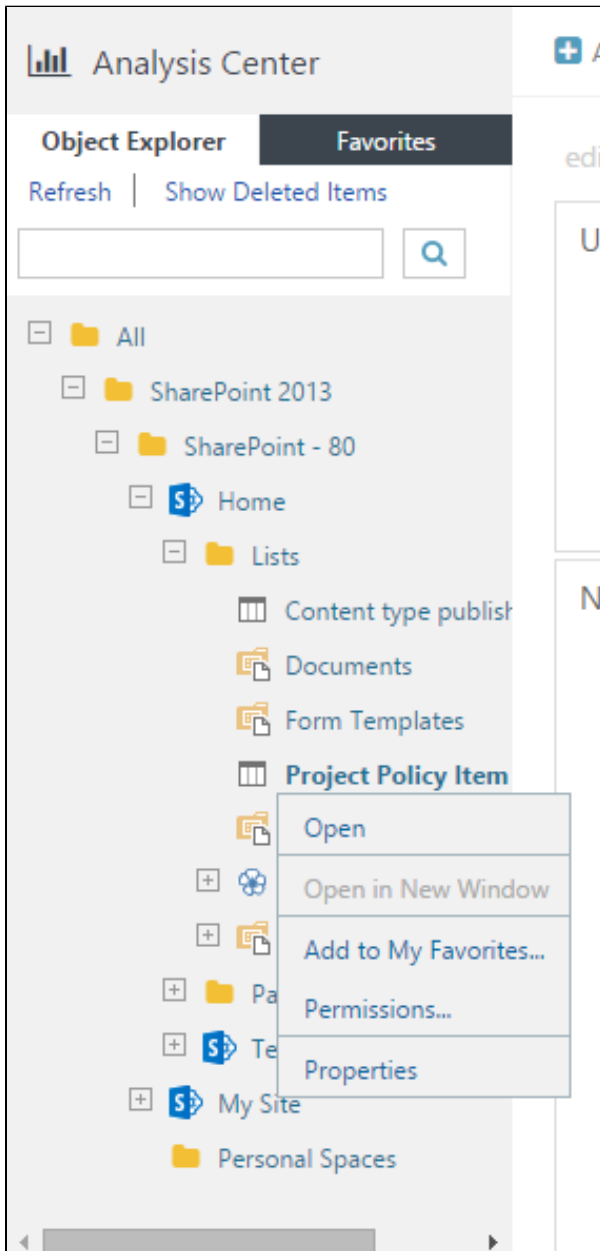 Analysis Center
Object Explorer Favorites
Refresh Show Deleted Items
All
SharePoint 2013
SharePoint - 80
Home
Lists
Content type publish
Documents
Form Templates
Project Policy Item
Open
Open in New Window
Add to My Favorites...
Permissions...
Properties
My Site
Personal Spaces